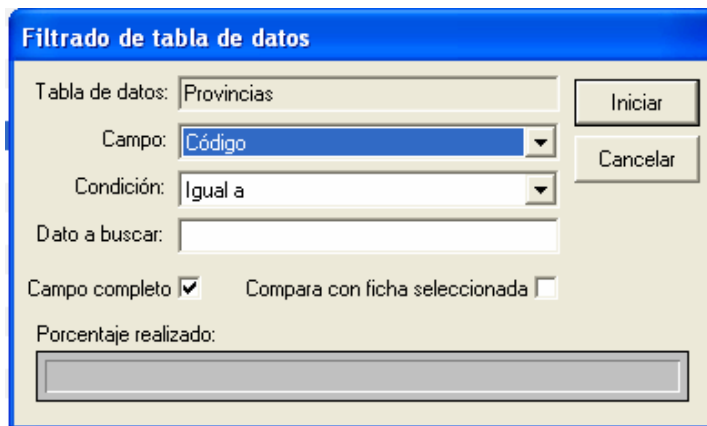 Filtrado de tabla de datos
Tabla de datos: Provincias
Iniciar
Campo: Código
Cancelar
Condición: Igual a
Dato a buscar:
Campo completo Compara con ficha seleccionada
Porcentaje realizado: